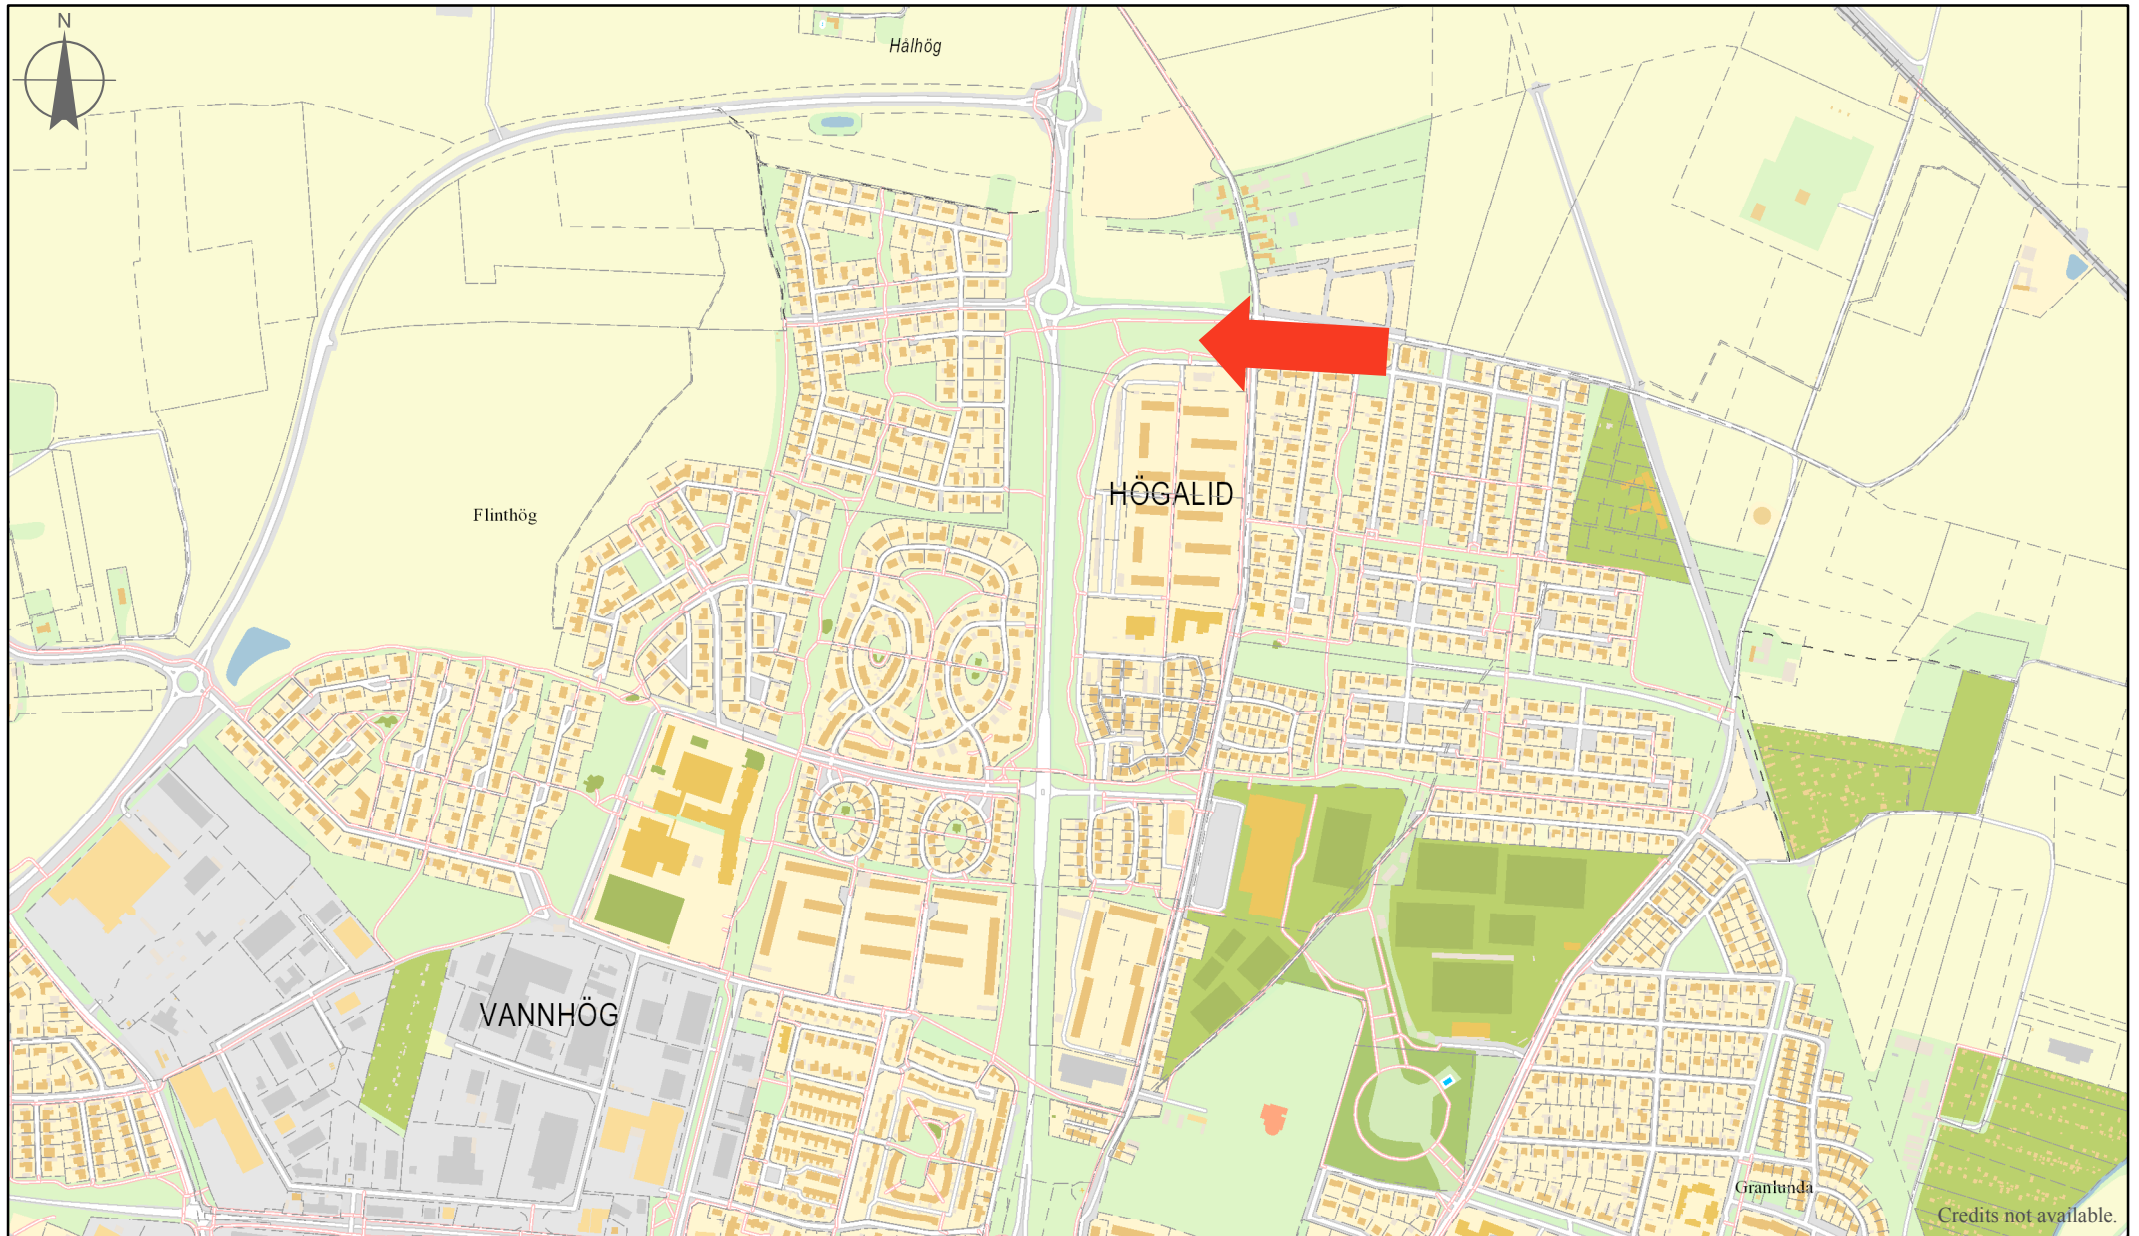 N
Hålhög
HÖGALID
Flinthög
VANNHÖG
Granlunda
Credits not available.